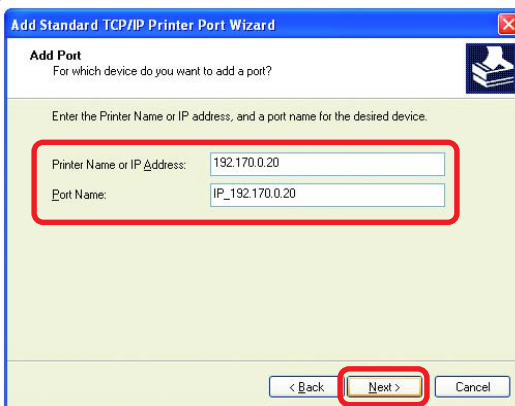 Add Standard TCP/IP Printer Port Wizard
Add Port
For which device do you want to add a port?
Enter the Printer Name or IP address, and a port name for the desired device.
Printer Name or IP Address: 192.170.0.20
Port Name: IP_192.170.0.20
< Back Next > Cancel